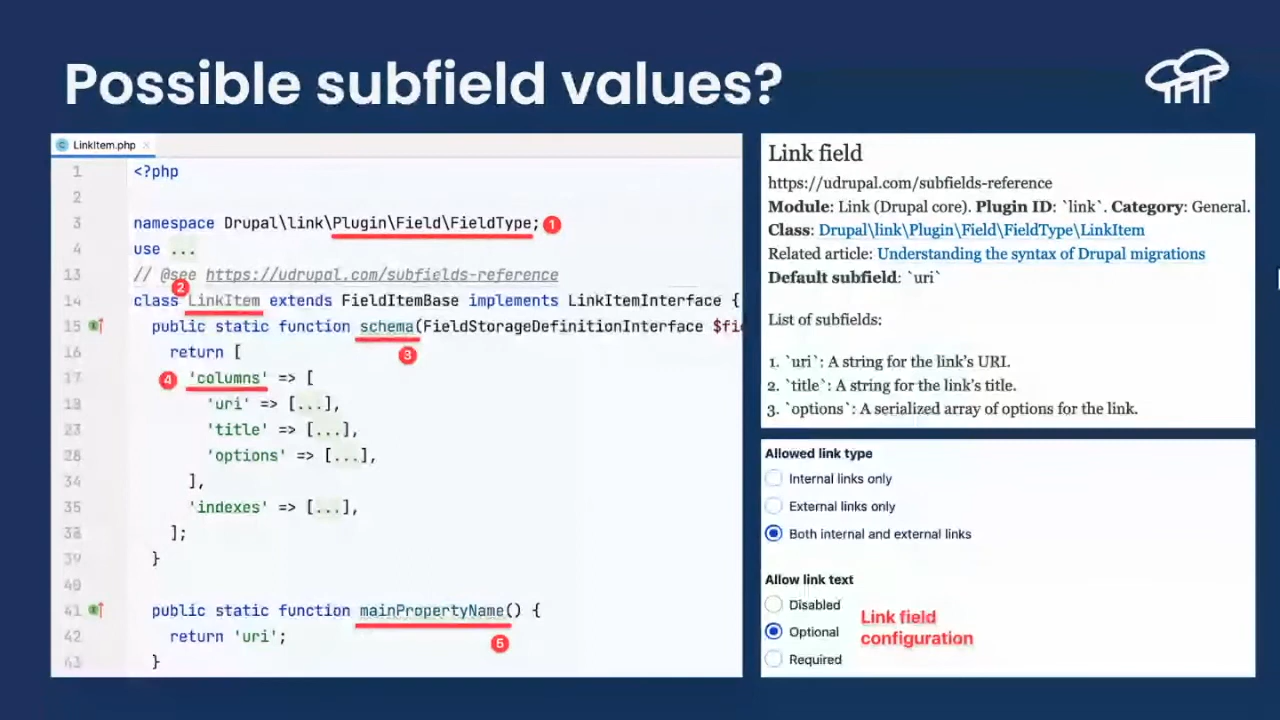 Possible subfield values?
LinkItem.php
1 <?php
2
3 namespace Drupal\link\Plugin\Field\FieldType; 1
4 use ...
13 // @see https://udrupal.com/subfields-reference
2
14 class LinkItem extends FieldItemBase implements LinkItemInterface {
15 public static function schema(FieldStorageDefinitionInterface $fie
3
16 return [
17 4 'columns' => [
18 'uri' => [...],
23 'title' => [...],
28 'options' => [...],
34 ],
35 'indexes' => [...],
38 ];
39 }
40
41 public static function mainPropertyName() {
42 return 'uri';
5
43 }
Link field
https://udrupal.com/subfields-reference
Module: Link (Drupal core). Plugin ID: `link`. Category: General.
Class: Drupal\link\Plugin\Field\FieldType\LinkItem
Related article: Understanding the syntax of Drupal migrations
Default subfield: `uri`
List of subfields:
1. `uri`: A string for the link's URI.
2. `title`: A string for the link's title.
3. `options`: A serialized array of options for the link.
Allowed link type
Internal links only
External links only
Both internal and external links
Allow link text
Disabled
Optional
Required
Link field
configuration